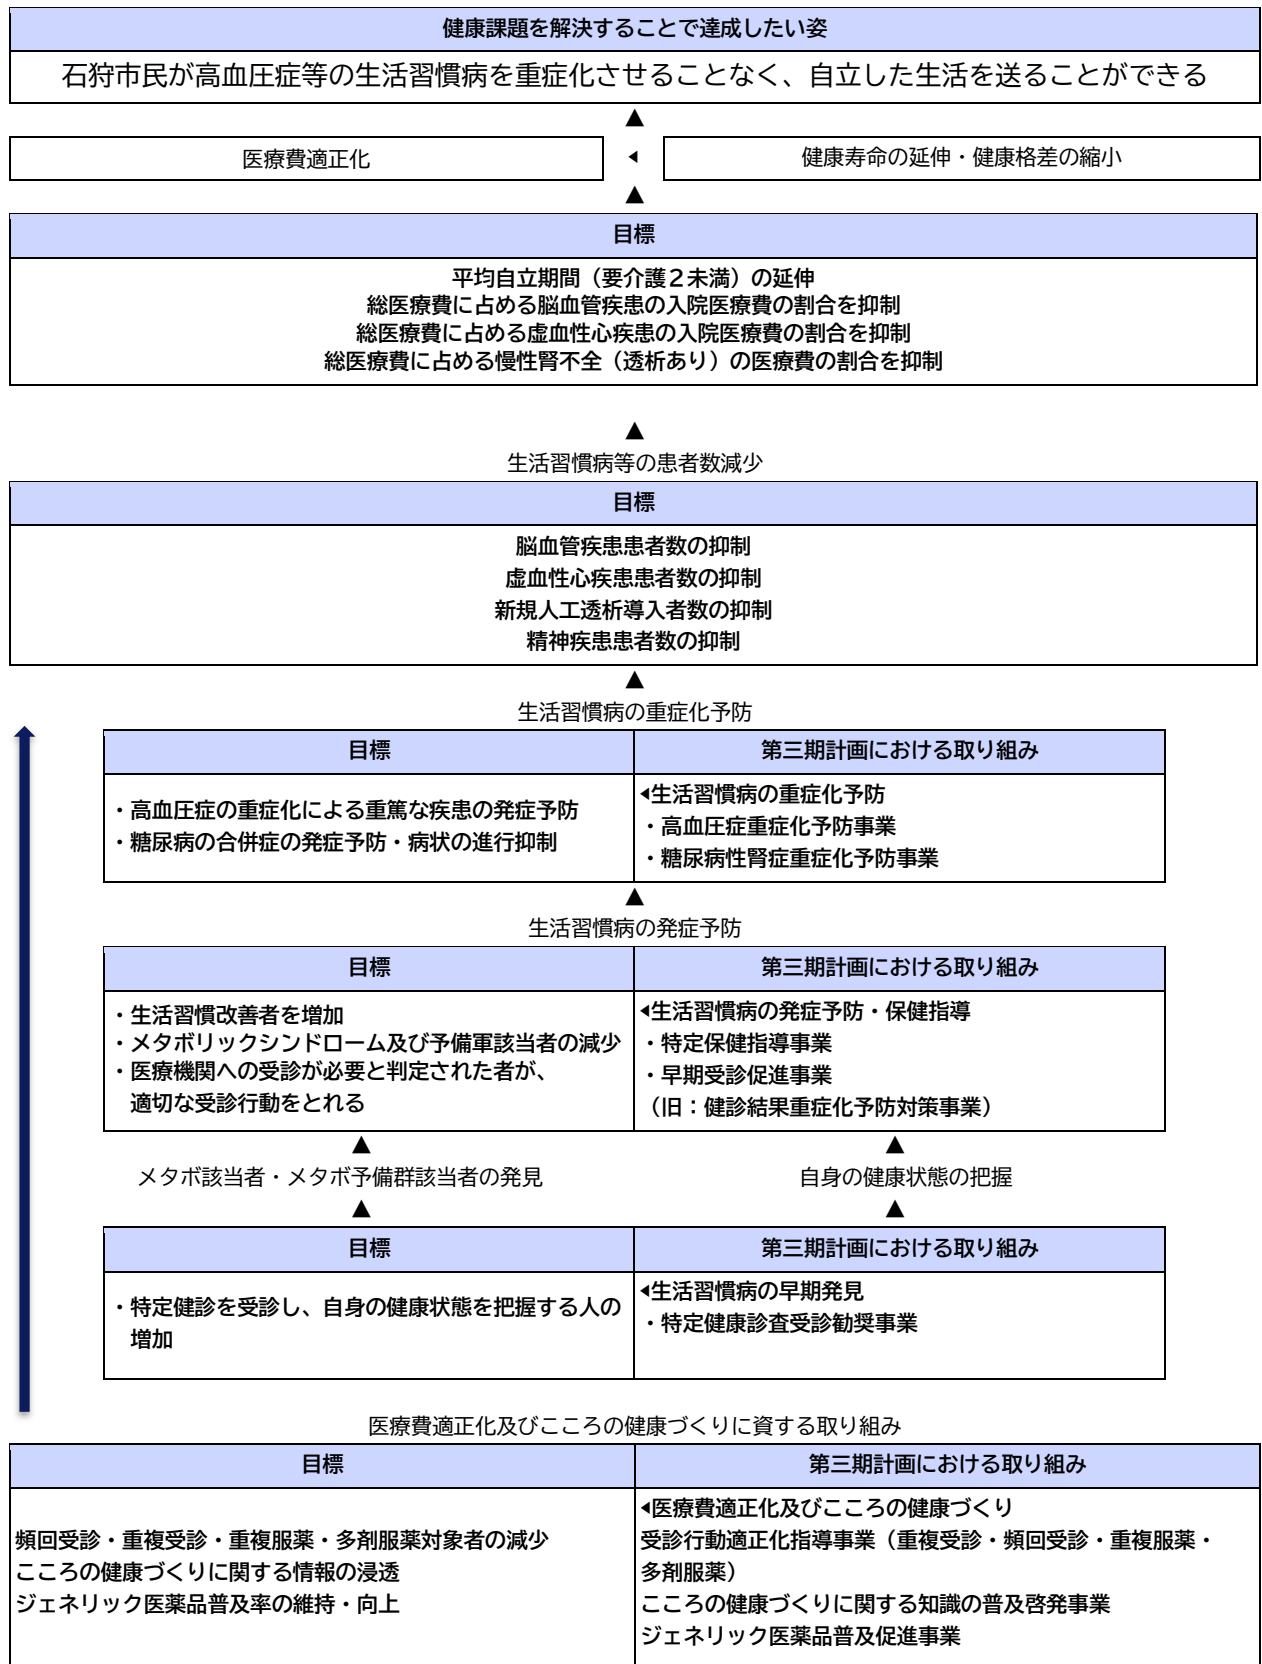 健康課題を解決することで達成したい姿
石狩市民が高血圧症等の生活習慣病を重症化させることなく、自立した生活を送ることができる
▲
医療費適正化
◀
健康寿命の延伸・健康格差の縮小
▲
目標
平均自立期間（要介護２未満）の延伸
総医療費に占める脳血管疾患の入院医療費の割合を抑制
総医療費に占める虚血性心疾患の入院医療費の割合を抑制
総医療費に占める慢性腎不全（透析あり）の医療費の割合を抑制
▲
生活習慣病等の患者数減少
目標
脳血管疾患患者数の抑制
虚血性心疾患患者数の抑制
新規人工透析導入者数の抑制
精神疾患患者数の抑制
▲
生活習慣病の重症化予防
目標
第三期計画における取り組み
・高血圧症の重症化による重篤な疾患の発症予防
・糖尿病の合併症の発症予防・病状の進行抑制
◀生活習慣病の重症化予防
・高血圧症重症化予防事業
・糖尿病性腎症重症化予防事業
▲
生活習慣病の発症予防
目標
第三期計画における取り組み
・生活習慣改善者を増加
・メタボリックシンドローム及び予備軍該当者の減少
・医療機関への受診が必要と判定された者が、
適切な受診行動をとれる
◀生活習慣病の発症予防・保健指導
・特定保健指導事業
・早期受診促進事業
（旧：健診結果重症化予防対策事業）
▲
▲
メタボ該当者・メタボ予備群該当者の発見
自身の健康状態の把握
▲
▲
目標
第三期計画における取り組み
・特定健診を受診し、自身の健康状態を把握する人の
増加
◀生活習慣病の早期発見
・特定健康診査受診勧奨事業
医療費適正化及びこころの健康づくりに資する取り組み
目標
第三期計画における取り組み
頻回受診・重複受診・重複服薬・多剤服薬対象者の減少
こころの健康づくりに関する情報の浸透
ジェネリック医薬品普及率の維持・向上
◀医療費適正化及びこころの健康づくり
受診行動適正化指導事業（重複受診・頻回受診・重複服薬・
多剤服薬）
こころの健康づくりに関する知識の普及啓発事業
ジェネリック医薬品普及促進事業